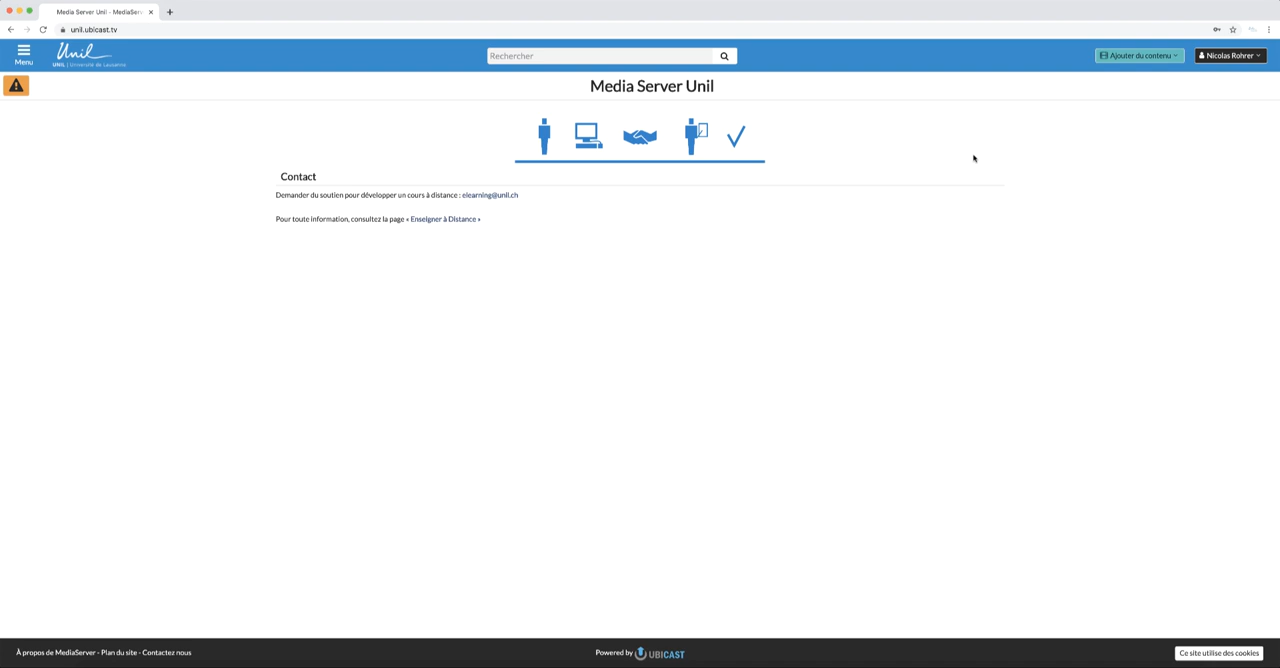 Media Server Unil - MediaServ
unil.ubicast.tv
Menu
Unil
UNIL | Université de Lausanne
Rechercher
Ajouter du contenu
Nicolas Rohrer
Media Server Unil
Contact
Demander du soutien pour développer un cours à distance : elearning@unil.ch
Pour toute information, consultez la page « Enseigner à Distance »
À propos de MediaServer - Plan du site - Contactez nous
Powered by UBICAST
Ce site utilise des cookies